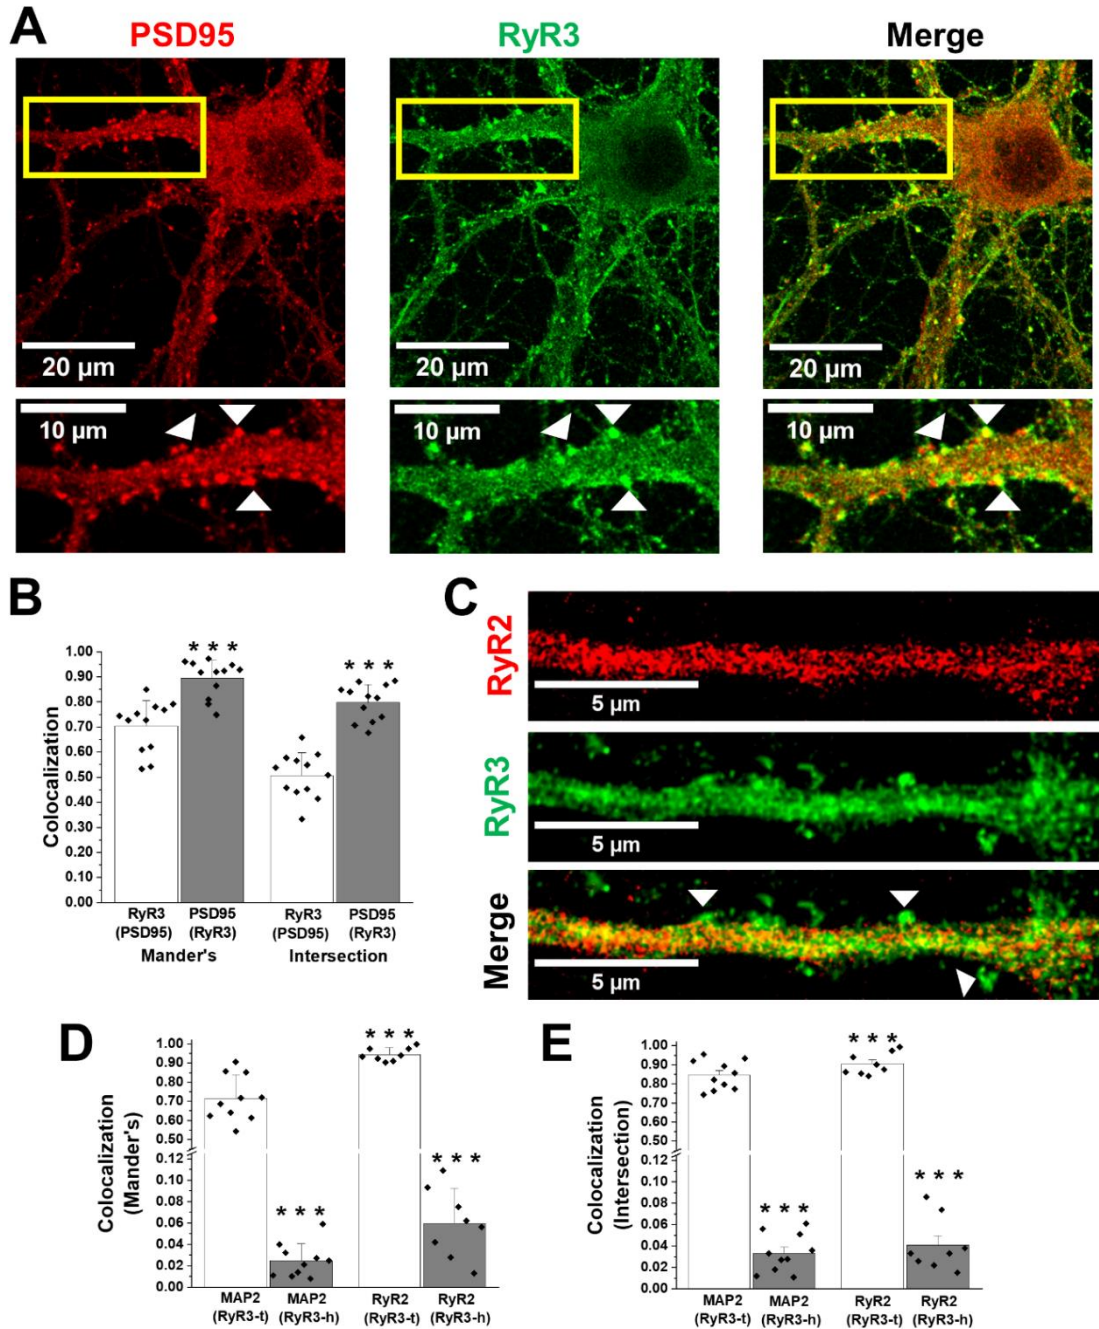 A
PSD95
RyR3
Merge
20 µm
20 µm
20 µm
10 µm
10 µm
10 µm
B
Colocalization
1.00
0.90
0.80
0.70
0.60
0.50
0.40
0.30
0.20
0.10
0.00
* * *
* * *
RyR3
(PSD95)
PSD95
(RyR3)
RyR3
(PSD95)
PSD95
(RyR3)
Mander's
Intersection
C
RyR2
5 µm
RyR3
5 µm
Merge
5 µm
D
Colocalization
(Mander's)
1.00
0.90
0.80
0.70
0.60
0.50
0.12
0.10
0.08
0.06
0.04
0.02
0.00
* * *
* * *
* * *
MAP2
(RyR3-t)
MAP2
(RyR3-h)
RyR2
(RyR3-t)
RyR2
(RyR3-h)
E
Colocalization
(Intersection)
1.00
0.90
0.80
0.70
0.60
0.50
0.12
0.10
0.08
0.06
0.04
0.02
0.00
* * *
* * *
* * *
MAP2
(RyR3-t)
MAP2
(RyR3-h)
RyR2
(RyR3-t)
RyR2
(RyR3-h)